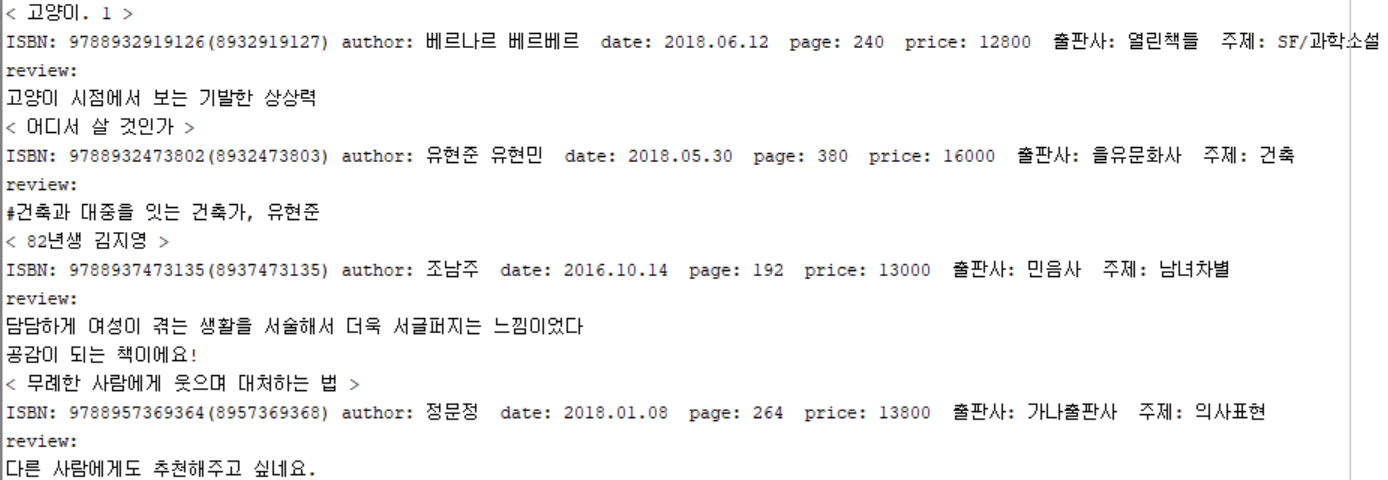 < 고양이. 1 >
ISBN: 9788932919126(8932919127) author: 베르나르 베르베르  date: 2018.06.12  page: 240  price: 12800  출판사: 열린책들  주제: SF/과학소설
review:
고양이 시점에서 보는 기발한 상상력
< 어디서 살 것인가 >
ISBN: 9788932473802(8932473803) author: 유현준 유현민  date: 2018.05.30  page: 380  price: 16000  출판사: 을유문화사  주제: 건축
review:
#건축과 대중을 잇는 건축가, 유현준
< 82년생 김지영 >
ISBN: 9788937473135(8937473135) author: 조남주  date: 2016.10.14  page: 192  price: 13000  출판사: 민음사  주제: 남녀차별
review:
담담하게 여성이 겪는 생활을 서술해서 더욱 서글퍼지는 느낌이었다
공감이 되는 책이에요!
< 무례한 사람에게 웃으며 대처하는 법 >
ISBN: 9788957369364(8957369368) author: 정문정  date: 2018.01.08  page: 264  price: 13800  출판사: 가나출판사  주제: 의사표현
review:
다른 사람에게도 추천해주고 싶네요.